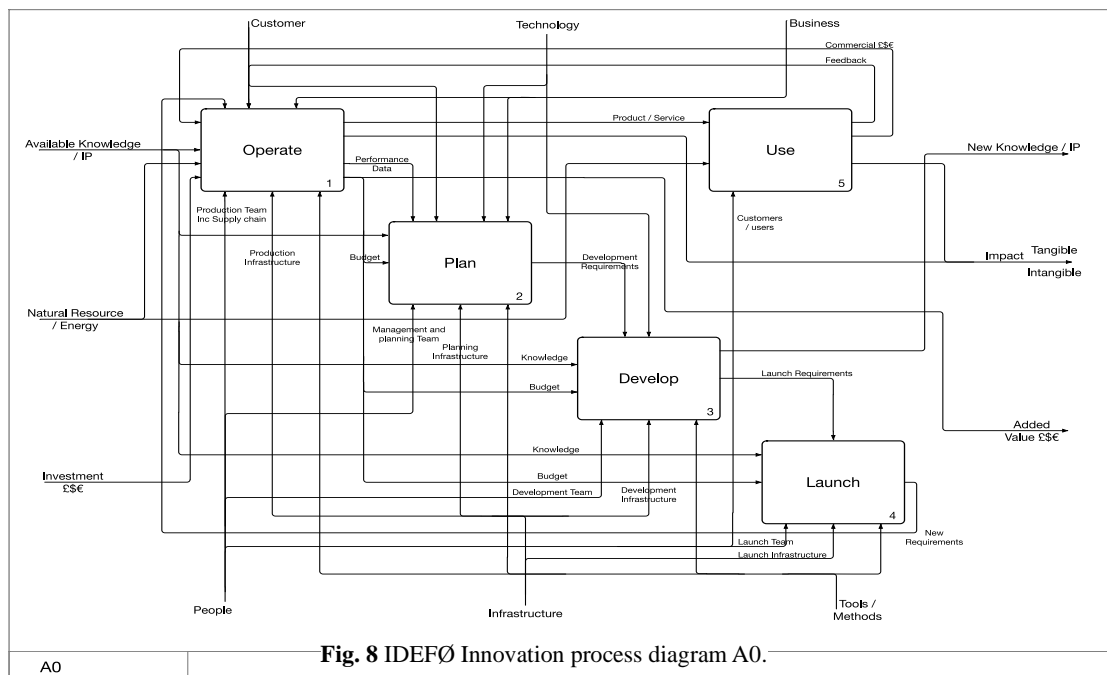 Customer
Technology
Business
Commercial £$€
Feedback
Available Knowledge
/ IP
Operate
1
Product / Service
Use
5
New Knowledge / IP
Performance
Data
Production Team
Inc Supply chain
Customers
/ users
Production
Infrastructure
Budget
Plan
2
Development
Requirements
Impact
Tangible
Intangible
Natural Resource
/ Energy
Management and
planning Team
Planning
Infrastructure
Knowledge
Develop
3
Launch Requirements
Budget
Added
Value £$€
Knowledge
Investment
£$€
Budget
Development Team
Development
Infrastructure
Launch
4
New
Requirements
Launch Team
Launch Infrastructure
People
Infrastructure
Tools /
Methods
Fig. 8 IDEFØ Innovation process diagram A0.
A0